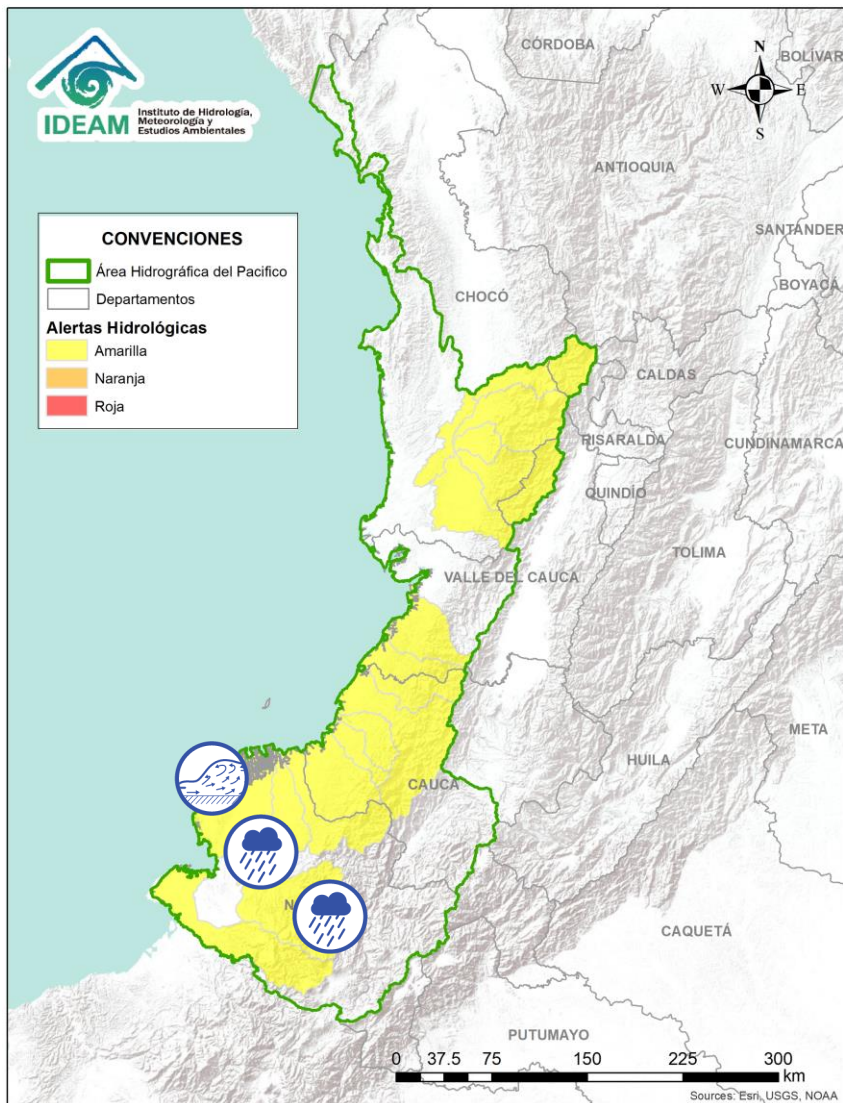 CÓRDOBA
BOLÍVAR
N
W E
S
IDEAM
Instituto de Hidrología,
Meteorología y
Estudios Ambientales
ANTIOQUIA
SANTANDER
CONVENCIONES
Área Hidrográfica del Pacifico
Departamentos
Alertas Hidrológicas
Amarilla
Naranja
Roja
BOYACÁ
CHOCÓ
CALDAS
RISARALDA
CUNDINAMARCA
QUINDÍO
TOLIMA
VALLE DEL CAUCA
META
HUILA
CAUCA
N
CAQUETÁ
PUTUMAYO
0 37.5 75 150 225 300
km
Sources: Esri, USGS, NOAA